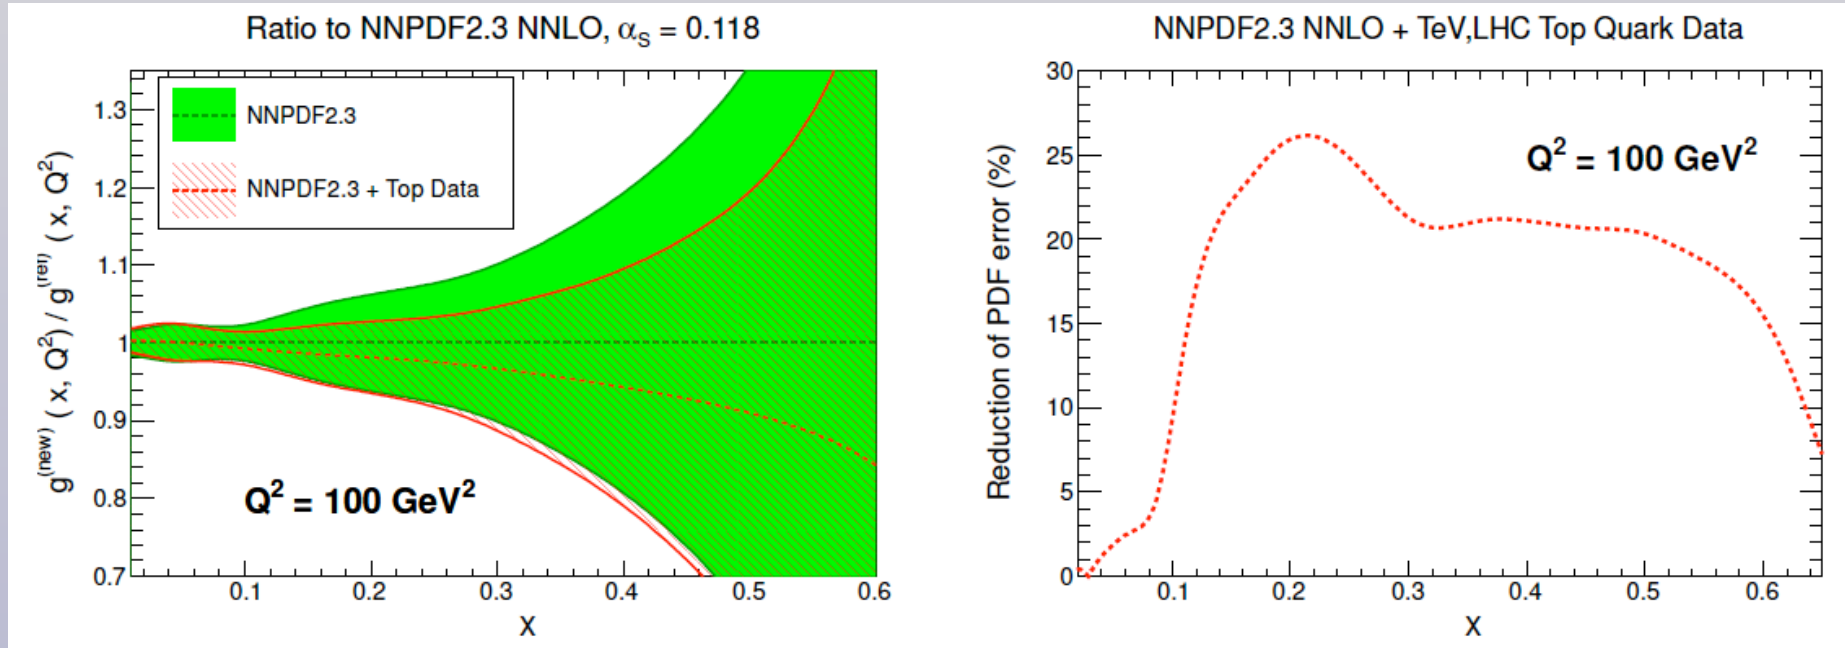 Ratio to NNPDF2.3 NNLO, α_S = 0.118
1.3
1.2
1.1
1
0.9
0.8
0.7
g^(new) ( x, Q²) / g^(ref) ( x, Q²)
NNPDF2.3
NNPDF2.3 + Top Data
Q² = 100 GeV²
0.1 0.2 0.3 0.4 0.5 0.6
X
NNPDF2.3 NNLO + TeV,LHC Top Quark Data
30
25
20
15
10
5
0
Reduction of PDF error (%)
Q² = 100 GeV²
0.1 0.2 0.3 0.4 0.5 0.6
X